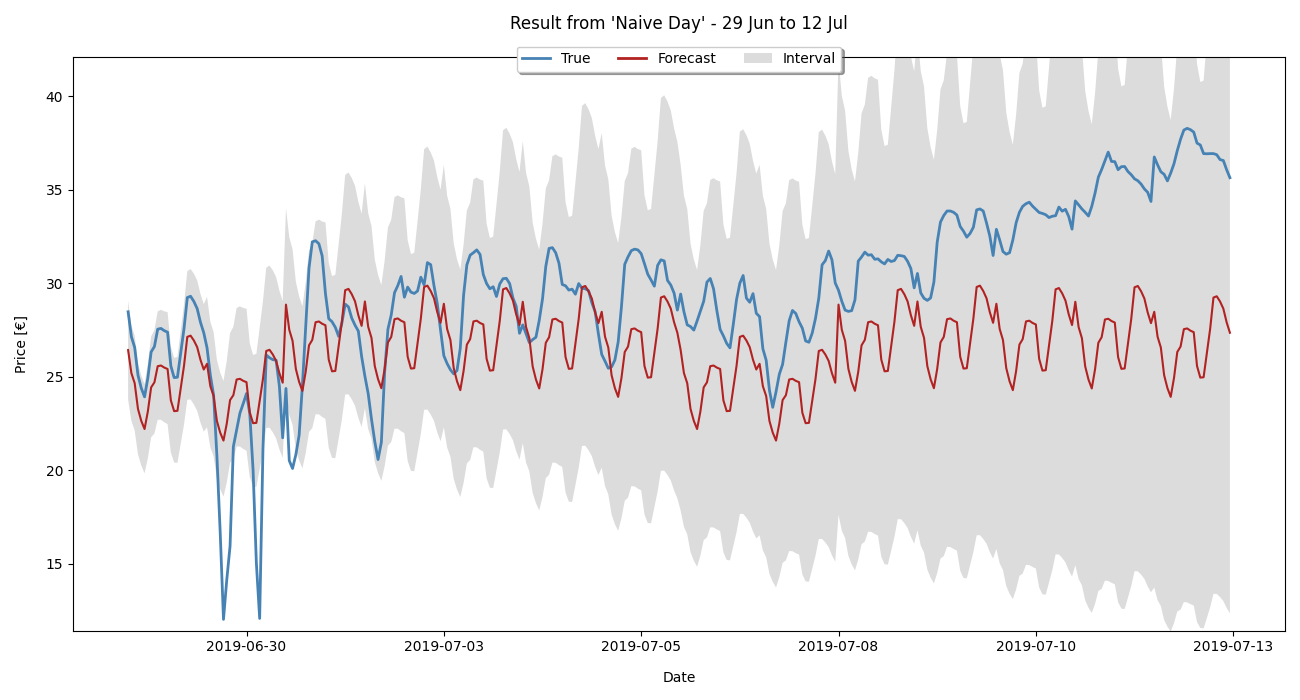 Result from 'Naive Day' - 29 Jun to 12 Jul
True Forecast Interval
40
35
30
25
20
15
Price [€]
2019-06-30 2019-07-03 2019-07-05 2019-07-08 2019-07-10 2019-07-13
Date